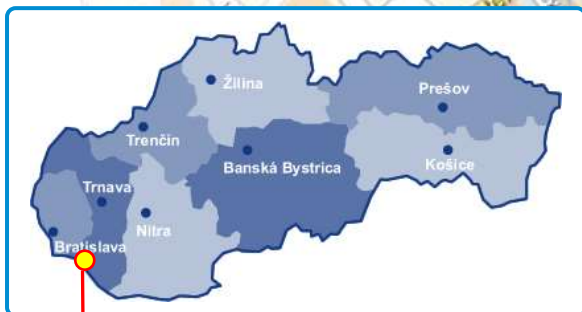 Žilina
Prešov
Trenčín
Banská Bystrica
Košice
Trnava
Nitra
Bratislava